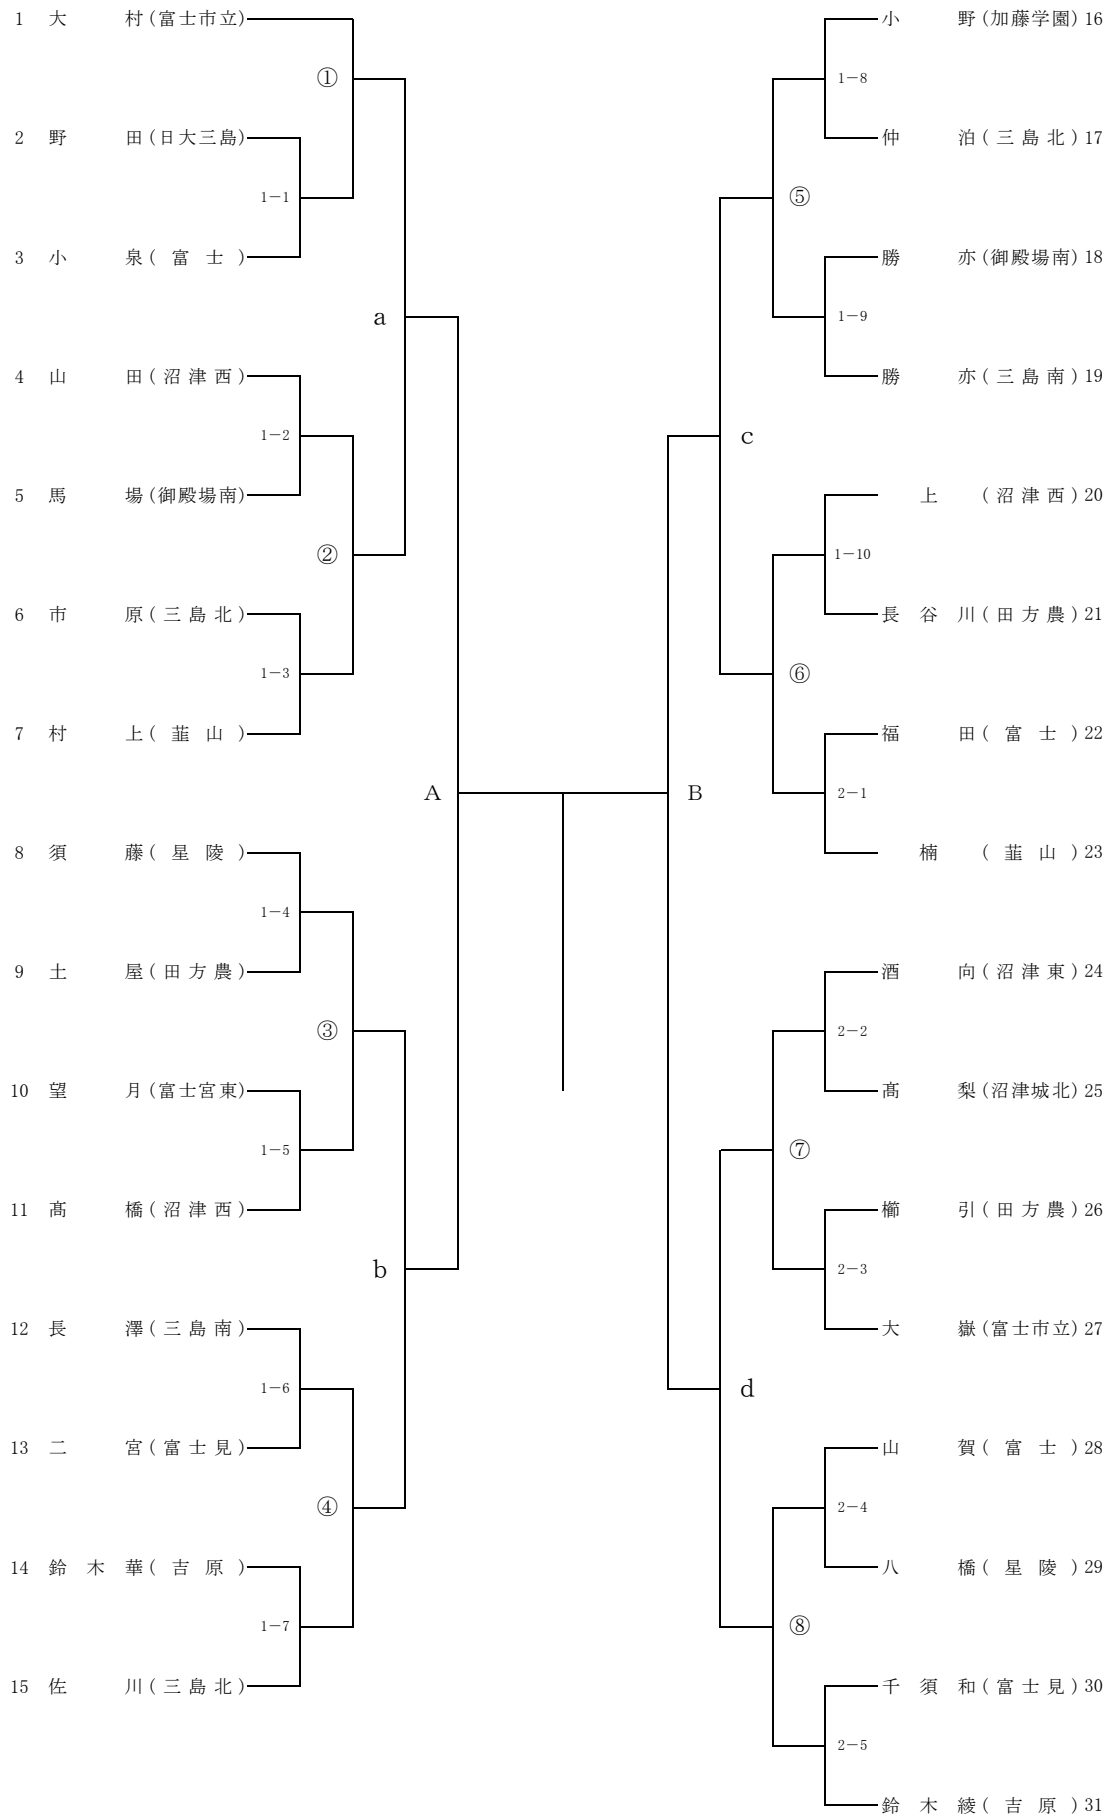 1 大 村(富士市立)
①
2 野 田(日大三島)
1-1
3 小 泉( 富 士 )
a
4 山 田(沼津西)
1-2
5 馬 場(御殿場南)
②
6 市 原(三島北)
1-3
7 村 上( 韮 山 )
A
8 須 藤( 星 陵 )
1-4
9 土 屋(田方農)
③
10 望 月(富士宮東)
1-5
11 髙 橋(沼津西)
b
12 長 澤(三島南)
1-6
13 二 宮(富士見)
④
14 鈴 木 華( 吉 原 )
1-7
15 佐 川(三島北)
小 野(加藤学園) 16
1-8
仲 泊(三島北) 17
⑤
勝 亦(御殿場南) 18
1-9
勝 亦(三島南) 19
c
上 (沼津西) 20
1-10
長 谷 川(田方農) 21
⑥
福 田( 富 士 ) 22
2-1
B
楠 ( 韮 山 ) 23
酒 向(沼津東) 24
2-2
髙 梨(沼津城北) 25
⑦
櫛 引(田方農) 26
2-3
大 嶽(富士市立) 27
d
山 賀( 富 士 ) 28
2-4
八 橋( 星 陵 ) 29
⑧
千 須 和(富士見) 30
2-5
鈴 木 綾( 吉 原 ) 31